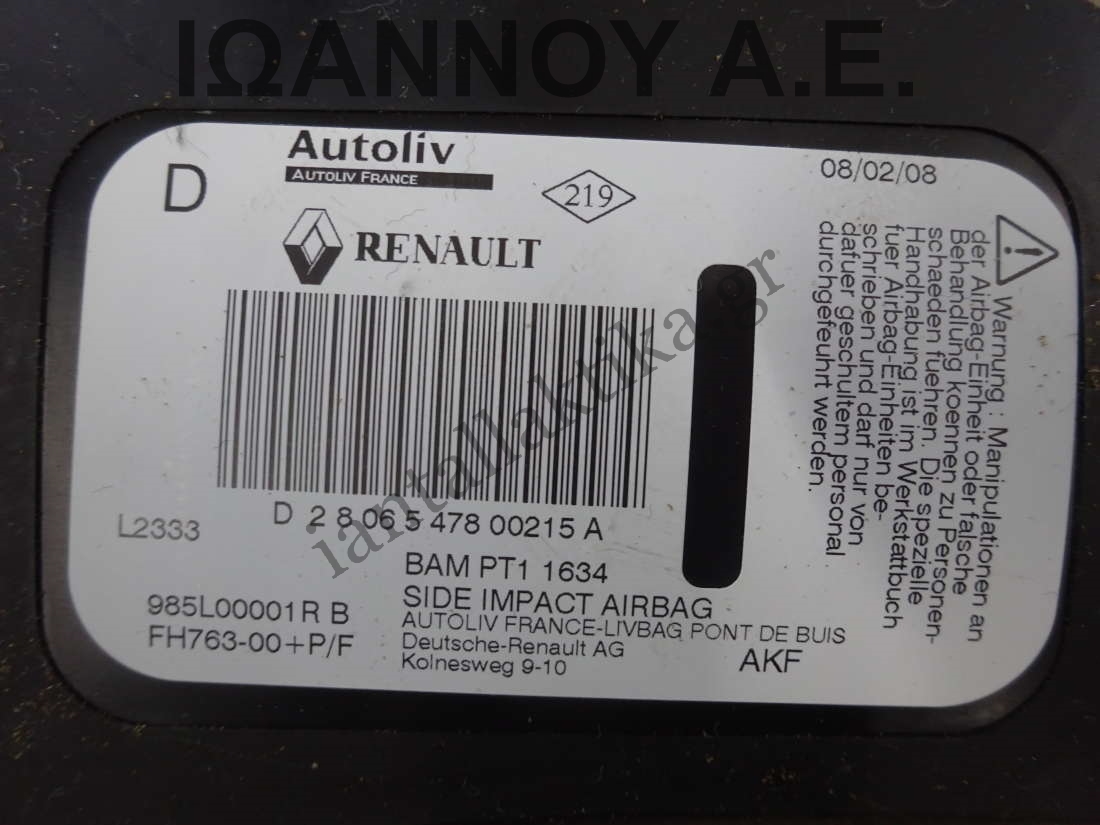 ΙΩΑΝΝΟΥ Α.Ε.
D
Autoliv
AUTOLIV FRANCE
219
08/02/08
RENAULT
D 2 8 06 5 478 00215 A
L2333
BAM PT1 1634
985L00001R B
SIDE IMPACT AIRBAG
FH763-00+P/F
AUTOLIV FRANCE-LIVBAG PONT DE BUIS
Deutsche-Renault AG
Kolnesweg 9-10
AKF
Warnung : Manipulationen an
der Airbag-Einheit oder falsche
Behandlung koennen zu Personen-
schaeden fuehren. Die spezielle
Handhabung ist im Werkstattbuch
fuer Airbag-Einheiten be-
schrieben und darf nur von
dafuer geschultem personal
durchgefeuhrt werden.
iantallaktika.gr